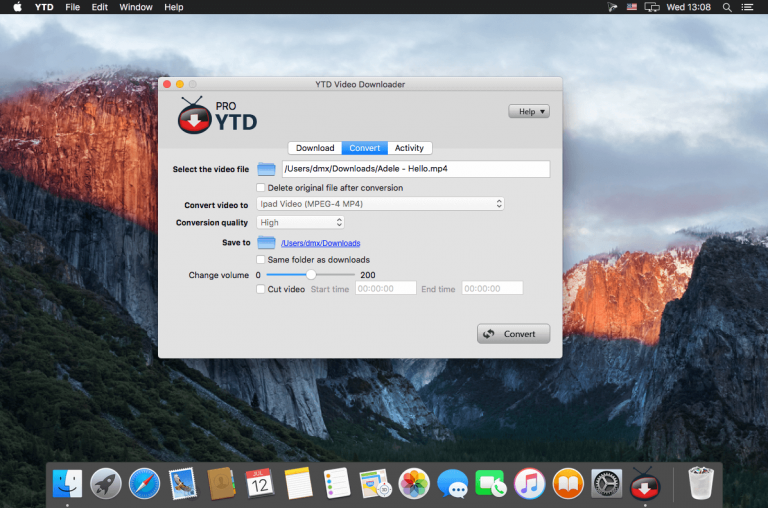 YTD File Edit Window Help Wed 13:08
YTD Video Downloader
PRO
YTD
Help
Download Convert Activity
Select the video file /Users/dmx/Downloads/Adele - Hello.mp4
Delete original file after conversion
Convert video to Ipad Video (MPEG-4 MP4)
Conversion quality High
Save to /Users/dmx/Downloads
Same folder as downloads
Change volume 0 200
Cut video Start time 00:00:00 End time 00:00:00
Convert
JUL
12